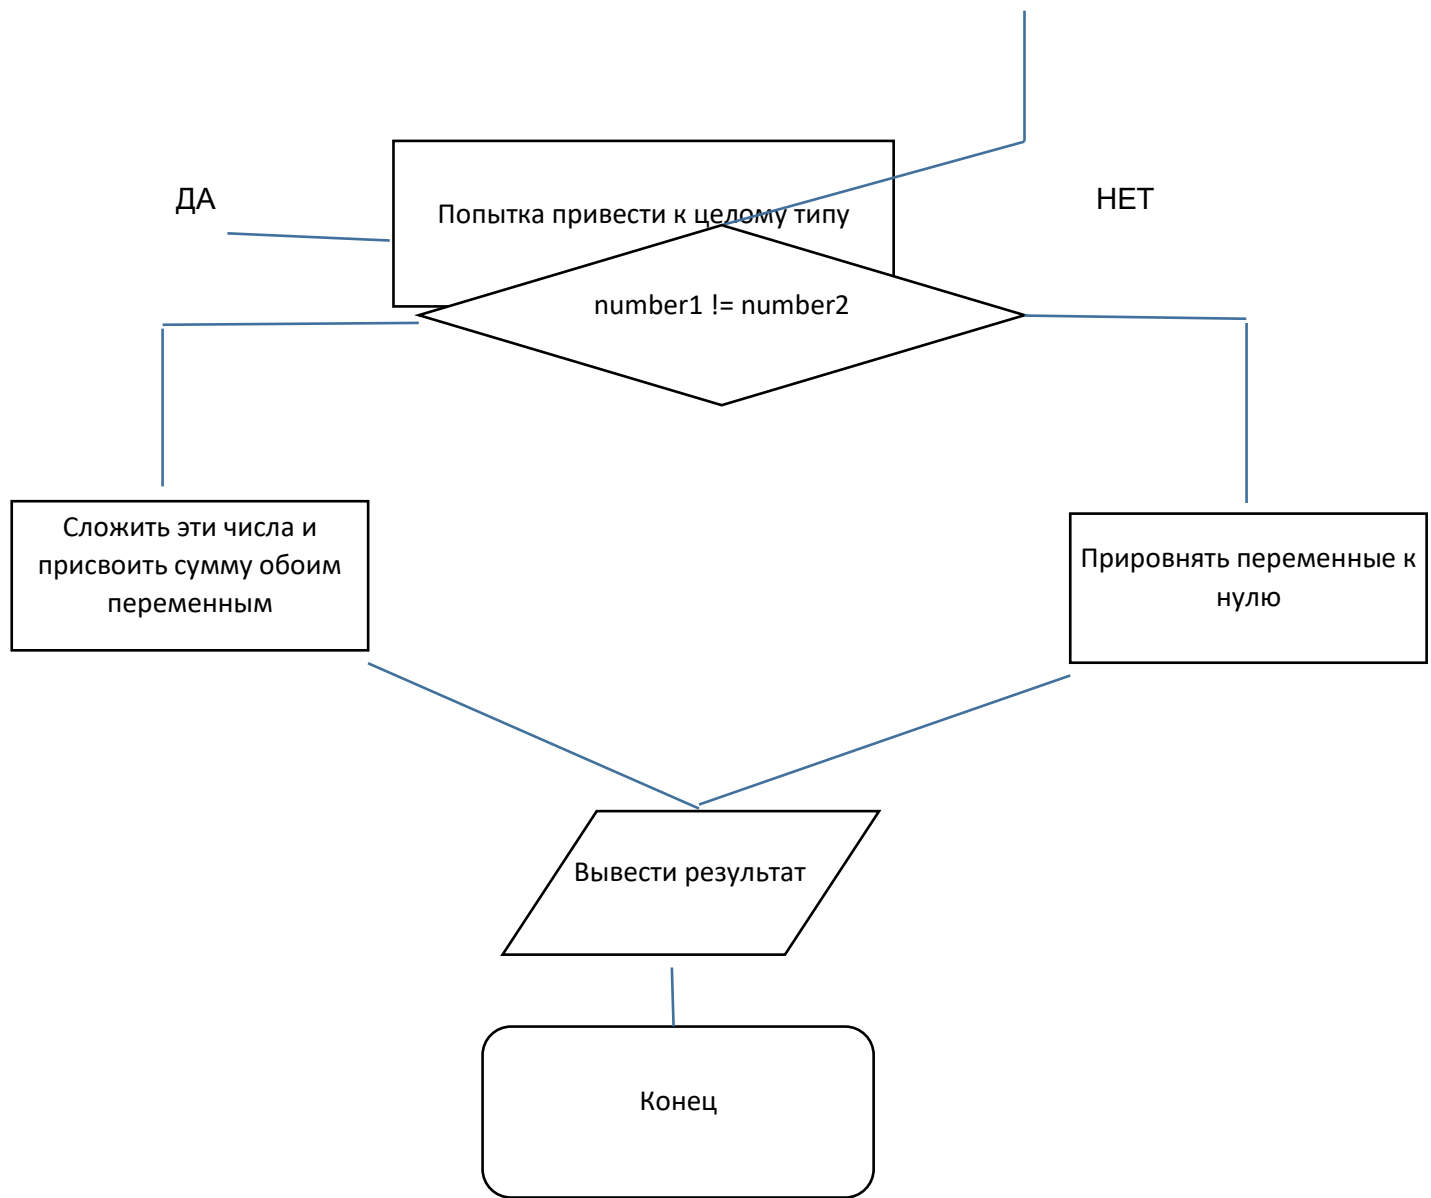 ДА
НЕТ
Попытка привести к целому типу
number1 != number2
Сложить эти числа и
присвоить сумму обоим
переменным
Прировнять переменные к
нулю
Вывести результат
Конец